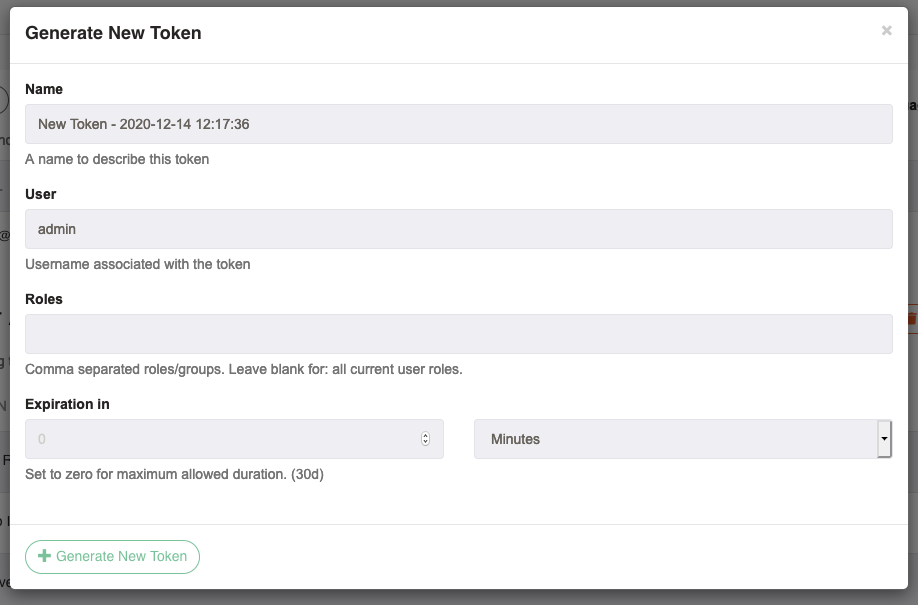 Generate New Token
×
Name
New Token - 2020-12-14 12:17:36
A name to describe this token
User
admin
Username associated with the token
Roles
Comma separated roles/groups. Leave blank for: all current user roles.
Expiration in
0
Minutes
Set to zero for maximum allowed duration. (30d)
Generate New Token